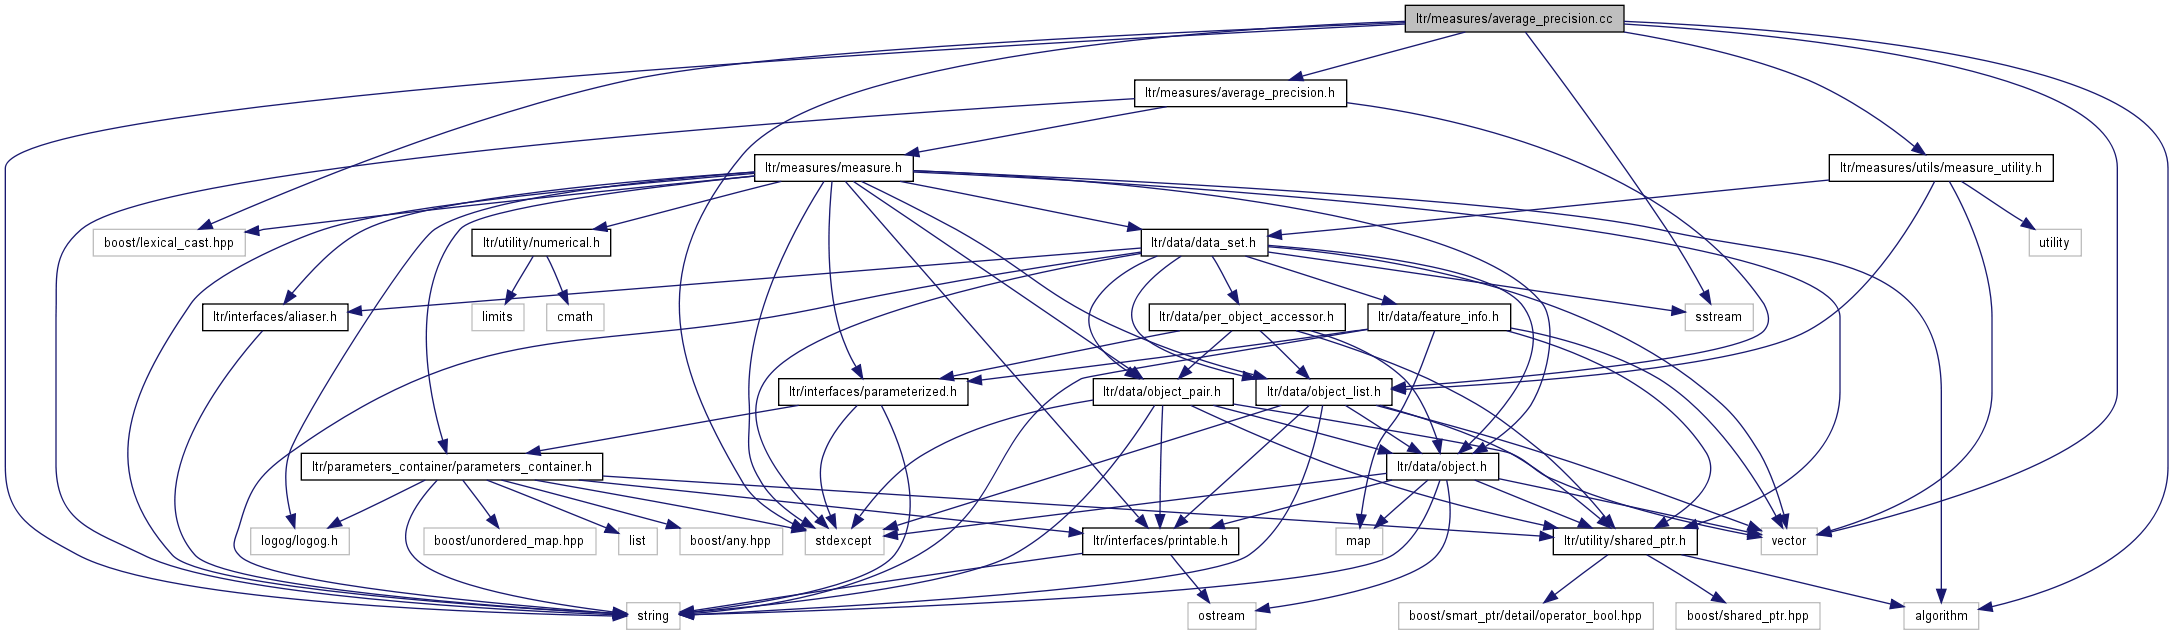 ltr/measures/average_precision.cc
ltr/measures/average_precision.h
ltr/measures/measure.h
ltr/measures/utils/measure_utility.h
boost/lexical_cast.hpp
ltr/utility/numerical.h
ltr/data/data_set.h
utility
ltr/interfaces/aliaser.h
limits
cmath
ltr/data/per_object_accessor.h
ltr/data/feature_info.h
sstream
ltr/interfaces/parameterized.h
ltr/data/object_pair.h
ltr/data/object_list.h
ltr/parameters_container/parameters_container.h
ltr/data/object.h
logog/logog.h
boost/unordered_map.hpp
list
boost/any.hpp
stdexcept
ltr/interfaces/printable.h
map
ltr/utility/shared_ptr.h
vector
string
ostream
boost/smart_ptr/detail/operator_bool.hpp
boost/shared_ptr.hpp
algorithm